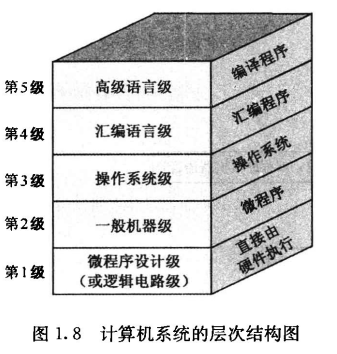 第5级 高级语言级 编译程序
第4级 汇编语言级 汇编程序
第3级 操作系统级 操作系统
第2级 一般机器级 微程序
第1级 微程序设计级 直接由
(或逻辑电路级) 硬件执行
图 1.8 计算机系统的层次结构图